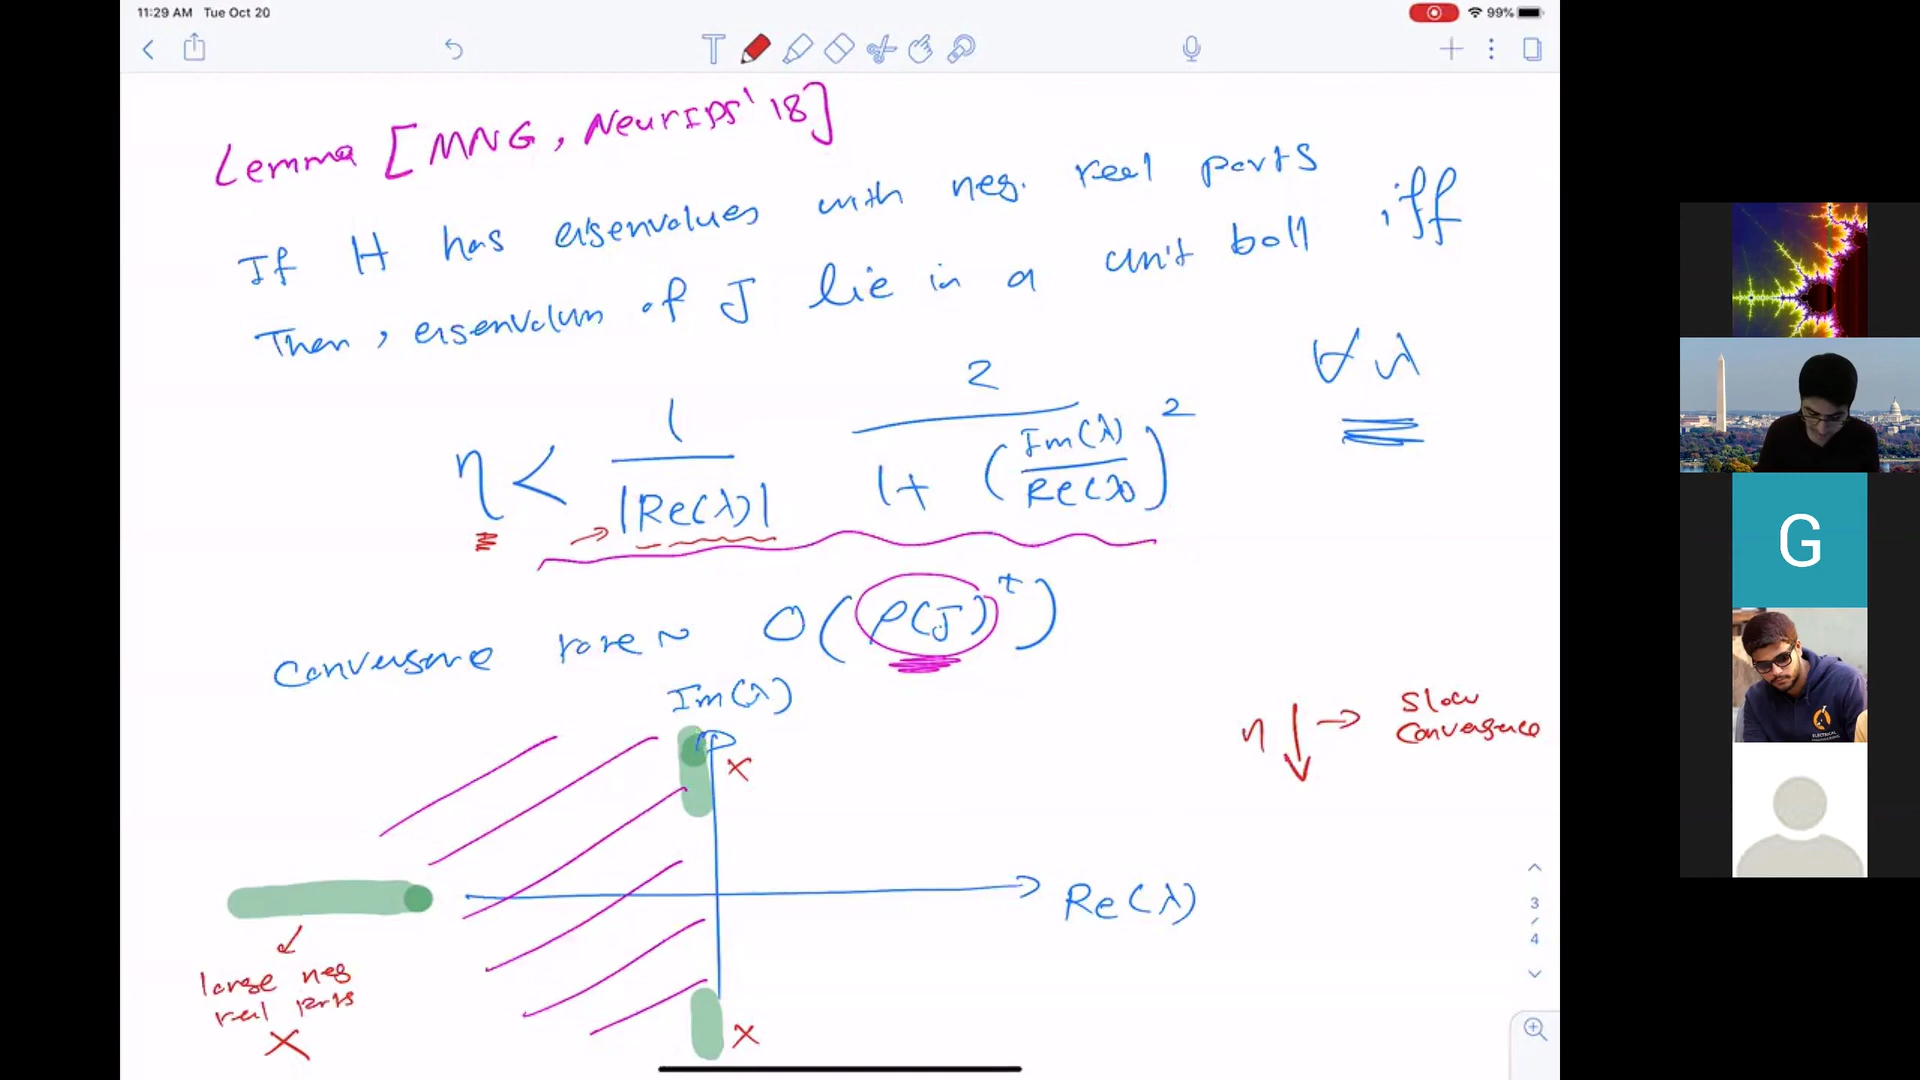 11:29 AM Tue Oct 20
99%
Lemma [MNG, NeurIPS'18]
If H has eigenvalues with neg. real parts
Then, eigenvalues of J lie in a unit ball iff
η < 1 / |Re(λ)| 2 / 1+ (Im(λ) / Re(λ))² ∀ λ
Convergence rate ~ O(ρ(J)^t)
Im(λ)
η ↓ → Slow
Convergence
X
Re(λ)
large neg
real parts
X
X
G
T
3
/
4
ELECTRICAL